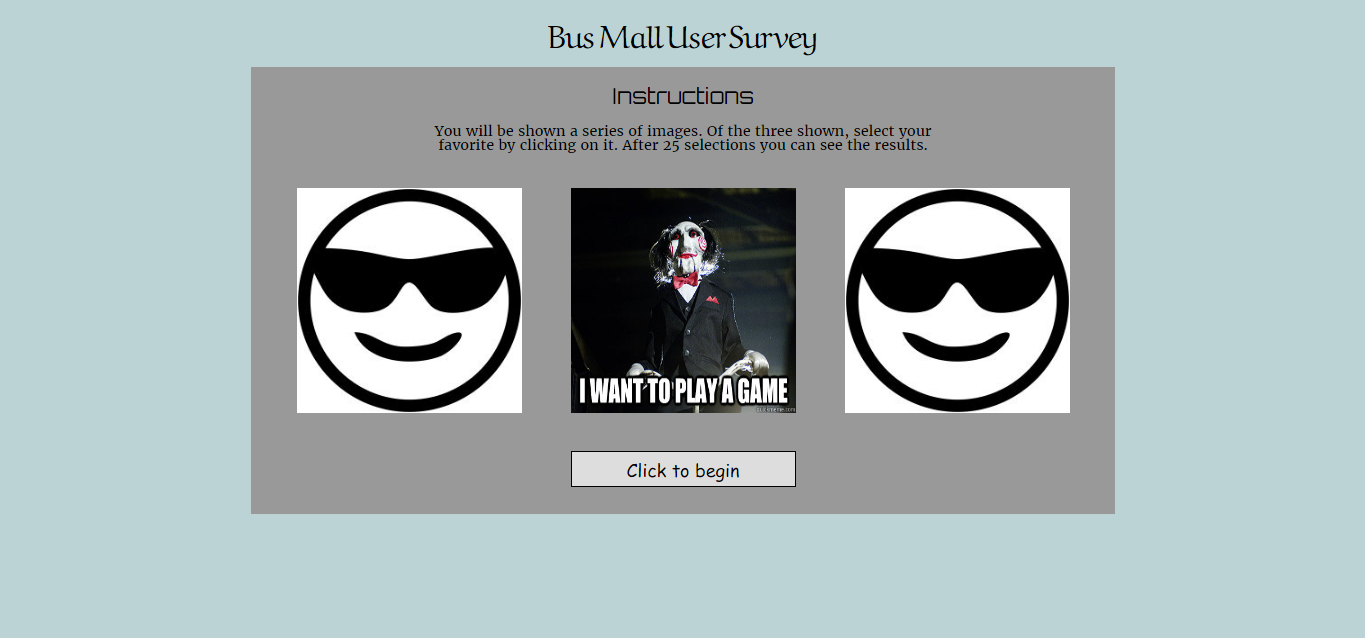 Bus Mall User Survey
Instructions
You will be shown a series of images. Of the three shown, select your
favorite by clicking on it. After 25 selections you can see the results.
I WANT TO PLAY A GAME
Click to begin